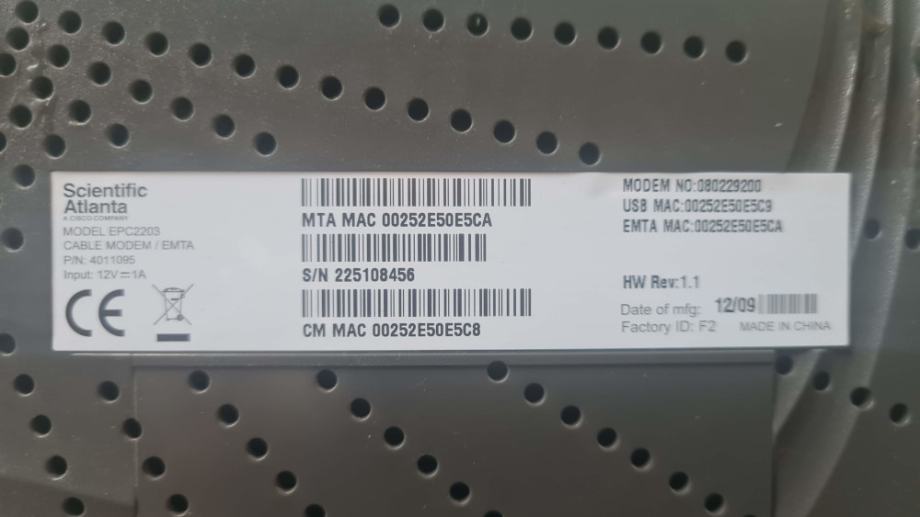 Scientific
Atlanta
A CISCO COMPANY
MODEL EPC2203
CABLE MODEM / EMTA
P/N: 4011095
Input: 12V⎓1A
CE
MTA MAC 00252E50E5CA
S/N 225108456
CM MAC 00252E50E5C8
MODEM NO:080229200
USB MAC:00252E50E5C9
EMTA MAC:00252E50E5CA
HW Rev:1.1
Date of mfg: 12/09
Factory ID: F2 MADE IN CHINA